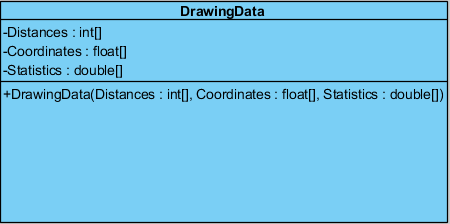 DrawingData
-Distances : int[]
-Coordinates : float[]
-Statistics : double[]
+DrawingData(Distances : int[], Coordinates : float[], Statistics : double[])